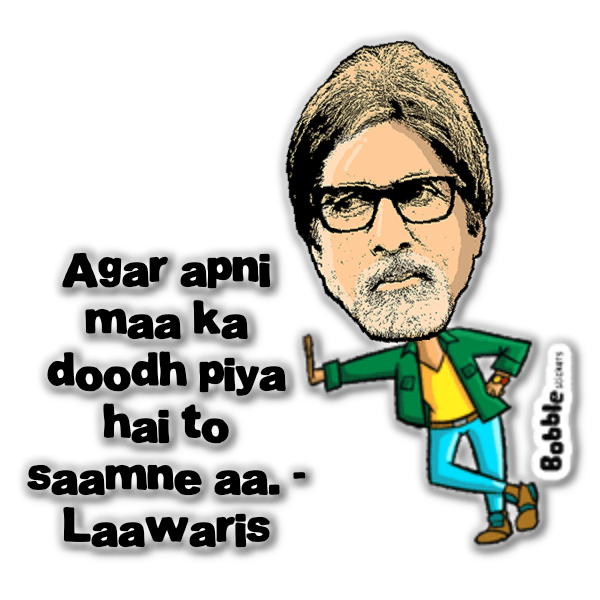 Agar apni
maa ka
doodh piya
hai to
saamne aa. -
Laawaris
Bobble